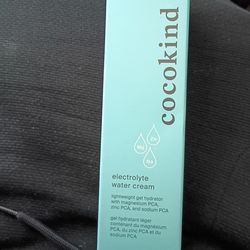 cocokind
Mg
Zn
Na
electrolyte
water cream
lightweight gel hydrator
with magnesium PCA,
zinc PCA, and sodium PCA
gel hydratant léger
contenant du magnésium
PCA, du zinc PCA et du
sodium PCA